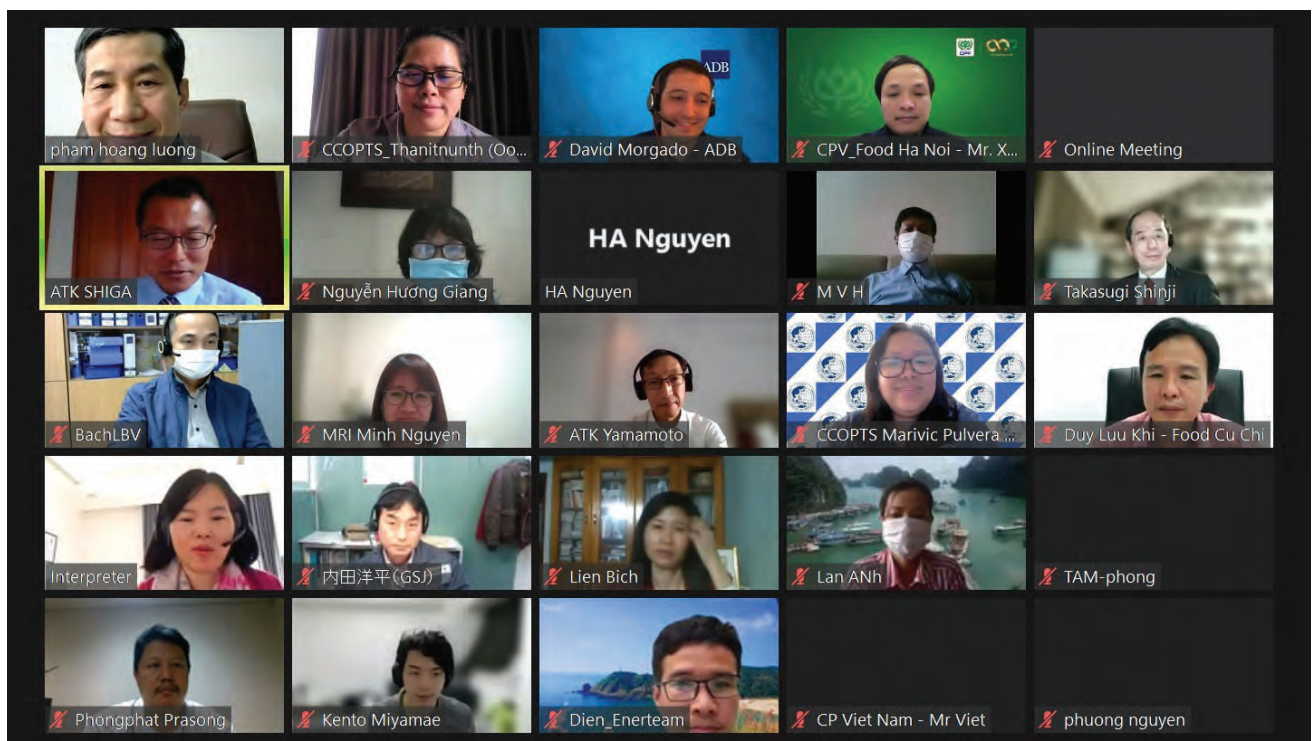 ADB
CPF
pham hoang luong
CCOPTS_Thanitnunth (Oo...
David Morgado - ADB
CPV_Food Ha Noi - Mr. X...
Online Meeting
ATK SHIGA
Nguyễn Hương Giang
HA Nguyen
HA Nguyen
M V H
Takasugi Shinji
BachLBV
MRI Minh Nguyen
ATK Yamamoto
CCOPTS Marivic Pulvera ...
Duy Luu Khi - Food Cu Chi
Interpreter
内田洋平(GSJ)
Lien Bich
Lan ANh
TAM-phong
Phongphat Prasong
Kento Miyamae
Dien_Enerteam
CP Viet Nam - Mr Viet
phuong nguyen